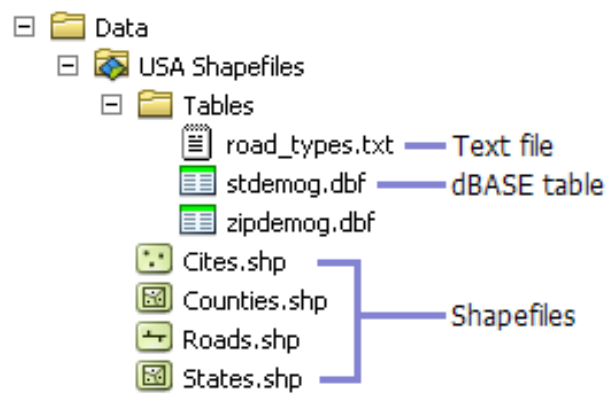 Data
USA Shapefiles
Tables
road_types.txt Text file
stdemog.dbf dBASE table
zipdemog.dbf
Cites.shp
Counties.shp
Shapefiles
Roads.shp
States.shp